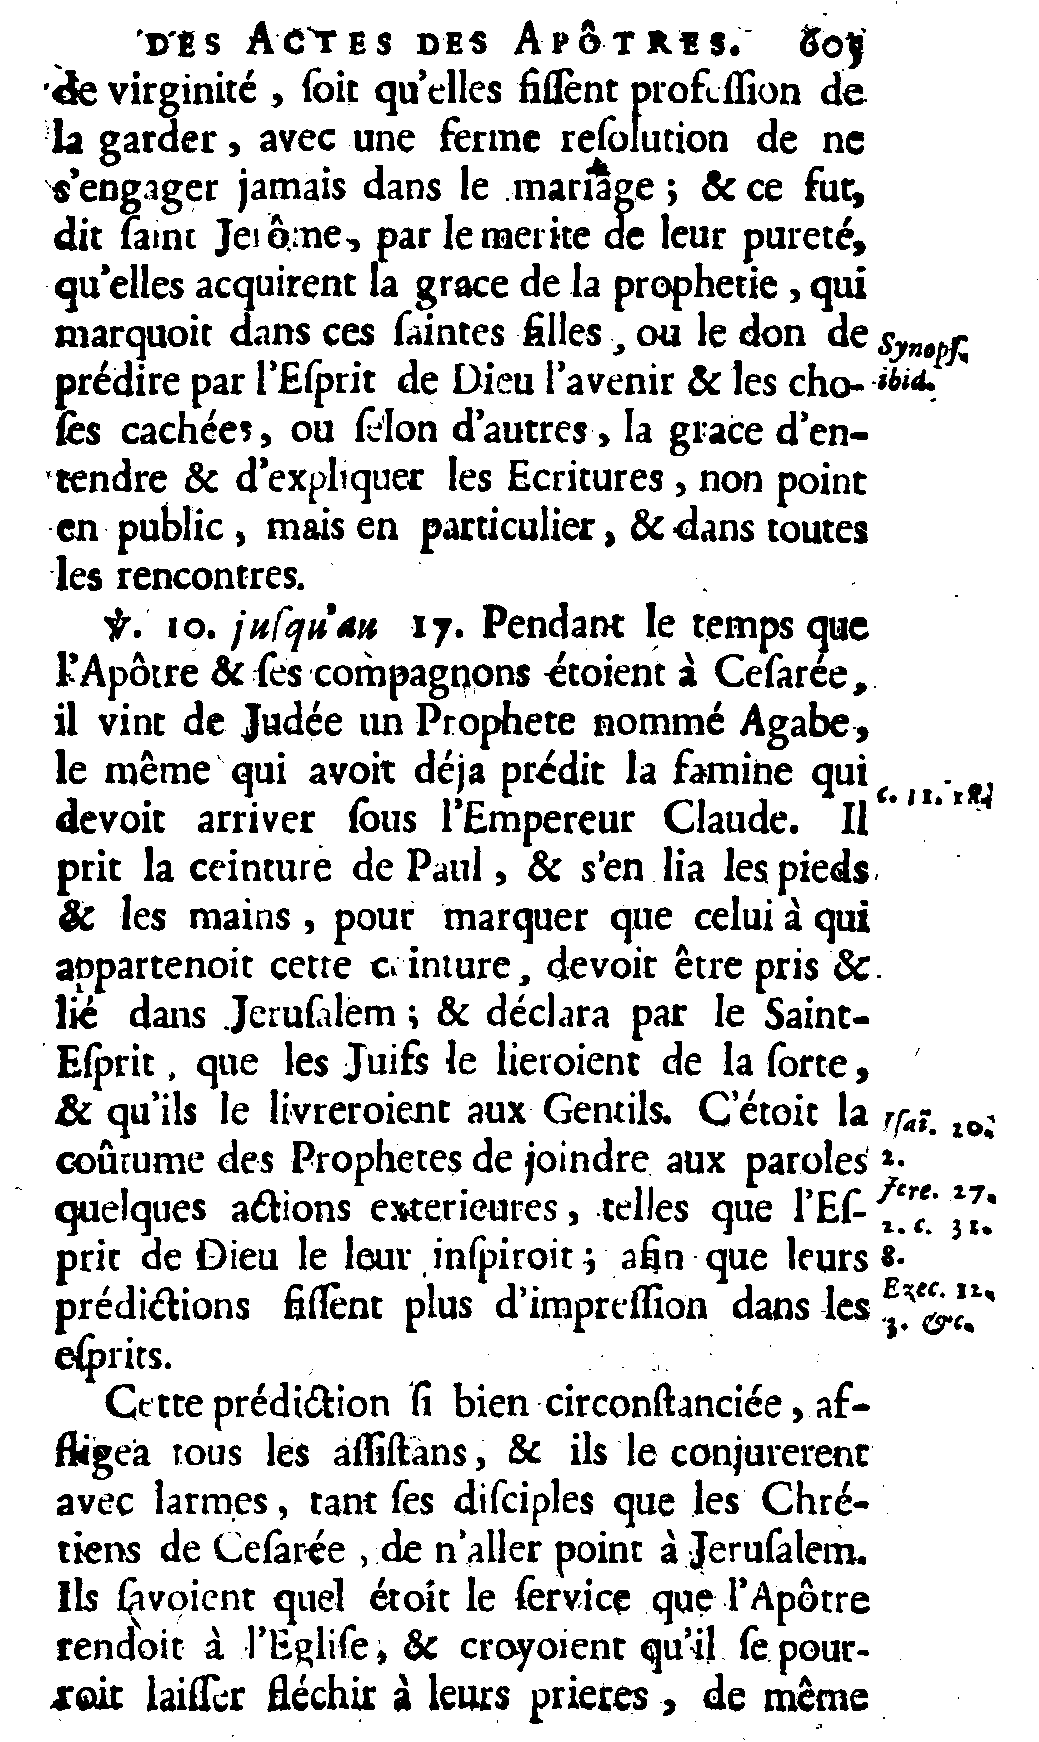 DES ACTES DES APÔTRES. 605
de virginité, ſoit qu'elles fiſſent profeſſion de
la garder, avec une ferme reſolution de ne
s'engager jamais dans le mariage; & ce fut,
dit ſaint Jerôme, par le merite de leur pureté,
qu'elles acquirent la grace de la prophetie, qui
marquoit dans ces ſaintes filles, ou le don de
prédire par l'Eſprit de Dieu l'avenir & les cho-
ſes cachées, ou ſelon d'autres, la grace d'en-
tendre & d'expliquer les Ecritures, non point
en public, mais en particulier, & dans toutes
les rencontres.
℣. 10. juſqu'au 17. Pendant le temps que
l'Apôtre & ſes compagnons étoient à Ceſarée,
il vint de Judée un Prophete nommé Agabe,
le même qui avoit déja prédit la famine qui
devoit arriver ſous l'Empereur Claude. Il
prit la ceinture de Paul, & s'en lia les pieds
& les mains, pour marquer que celui à qui
appartenoit cette ceinture, devoit être pris &
lié dans Jeruſalem; & déclara par le Saint-
Eſprit, que les Juifs le lieroient de la ſorte,
& qu'ils le livreroient aux Gentils. C'étoit la
coûtume des Prophetes de joindre aux paroles
quelques actions exterieures, telles que l'Eſ-
prit de Dieu le leur inſpiroit; afin que leurs
prédictions fiſſent plus d'impreſſion dans les
eſprits.
Cette prédiction ſi bien circonſtanciée, af-
fligea tous les aſſiſtans, & ils le conjurerent
avec larmes, tant ſes diſciples que les Chré-
tiens de Ceſarée, de n'aller point à Jeruſalem.
Ils ſavoient quel étoit le ſervice que l'Apôtre
rendoit à l'Egliſe, & croyoient qu'il ſe pour-
roit laiſſer fléchir à leurs prieres, de même
Synopſ.
ibid.
c. 11. 28.
Iſaï. 20.
2.
Jere. 27.
2. c. 31.
8.
Ezec. 12.
3. &c.